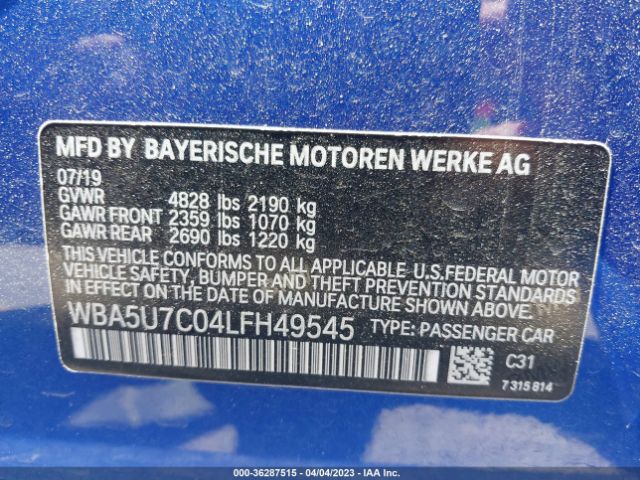 MFD BY BAYERISCHE MOTOREN WERKE AG
07/19
GVWR 4828 lbs 2190 kg
GAWR FRONT 2359 lbs 1070 kg
GAWR REAR 2690 lbs 1220 kg
THIS VEHICLE CONFORMS TO ALL APPLICABLE U.S.FEDERAL MOTOR
VEHICLE SAFETY, BUMPER AND THEFT PREVENTION STANDARDS
IN EFFECT ON THE DATE OF MANUFACTURE SHOWN ABOVE.
WBA5U7C04LFH49545 TYPE: PASSENGER CAR
C31
7 315 814
000-36287515 - 04/04/2023 - IAA Inc.